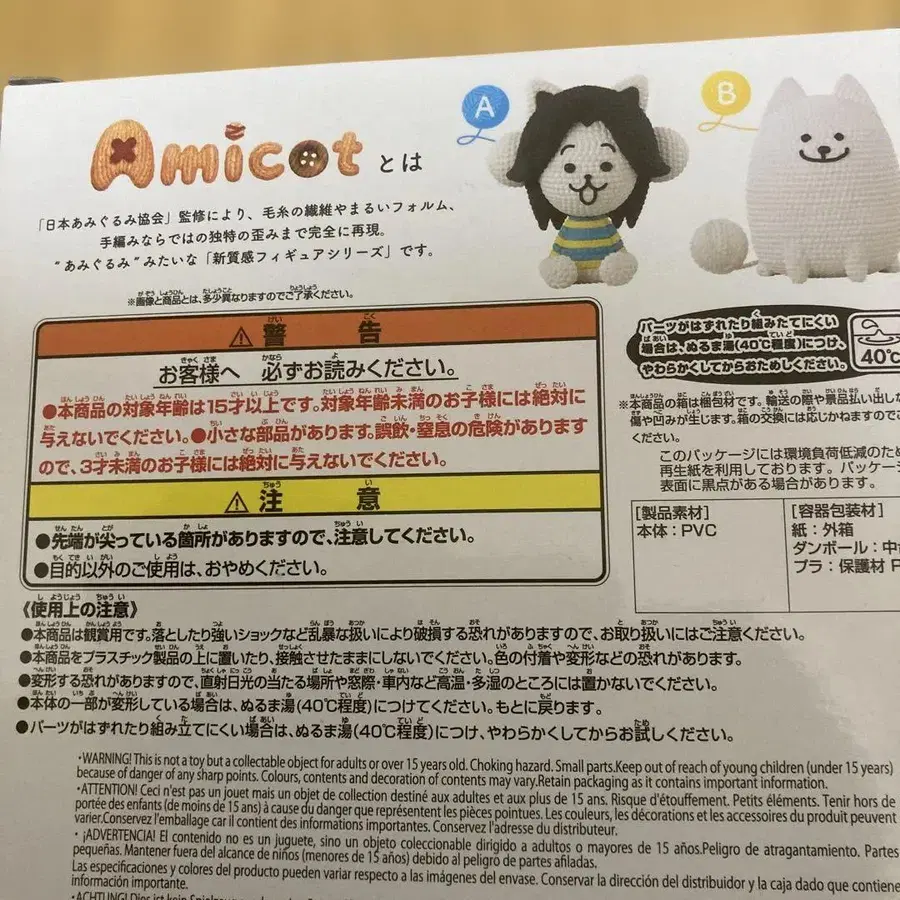 Amicot とは
A
B
「日本あみぐるみ協会」監修により、毛糸の繊維やまるいフォルム、
手編みならではの独特の歪みまで完全に再現。
"あみぐるみ"みたいな「新質感フィギュアシリーズ」です。
※画像と商品とは、多少異なりますのでご了承ください。
⚠警告
お客様へ 必ずお読みください。
●本商品の対象年齢は15才以上です。対象年齢未満のお子様には絶対に
与えないでください。●小さな部品があります。誤飲・窒息の危険があります
ので、3才未満のお子様には絶対に与えないでください。
⚠注意
●先端が尖っている箇所がありますので、注意してください。
●目的以外のご使用は、おやめください。
パーツがはずれたり組みたてにくい
場合は、ぬるま湯(40℃程度)につけ、
やわらかくしてからおためしください。
40℃
※本商品の箱は梱包材です。輸送の際や景品払い出し
傷や凹みが生じます。箱の交換には応じかねますのでご
ください。
このパッケージには環境負荷低減のため
再生紙を利用しております。パッケージ
表面に黒点がある場合があります。
[製品素材]
本体:PVC
[容器包装材]
紙:外箱
ダンボール:中
プラ:保護材 P
《使用上の注意》
●本商品は観賞用です。落としたり強いショックなど乱暴な扱いにより破損する恐れがありますので、お取り扱いにはご注意ください。
●本商品をプラスチック製品の上に置いたり、接触させたままにしないでください。色の付着や変形などの恐れがあります。
●変形する恐れがありますので、直射日光の当たる場所や窓際・車内など高温・多湿のところには置かないでください。
●本体の一部が変形している場合は、ぬるま湯(40℃程度)につけてください。もとに戻ります。
●パーツがはずれたり組み立てにくい場合は、ぬるま湯(40℃程度)につけ、やわらかくしてからお試しください。
・WARNING! This is not a toy but a collectable object for adults or over 15 years old. Choking hazard. Small parts.Keep out of reach of young children (under 15 years)
because of danger of any sharp points. Colours, contents and decoration of contents may vary.Retain packaging as it contains important information.
・ATTENTION! Ceci n'est pas un jouet mais un objet de collection destiné aux adultes et aux plus de 15 ans. Risque d'étouffement. Petits éléments. Tenir hors de
portée des enfants (de moins de 15 ans) à cause du danger que représentent les pièces pointues. Les couleurs, les décorations et les accessoires du produit peuvent
varier.Conservez l'emballage car il contient des informations importantes. Conservez l'adresse du distributeur.
・¡ADVERTENCIA! El contenido no es un juguete, sino un objeto coleccionable dirigido a adultos o mayores de 15 años.Peligro de atragantamiento. Partes
pequeñas. Mantener fuera del alcance de niños (menores de 15 años) debido al peligro de partes afiladas.
Las especificaciones y colores del producto pueden variar respecto a las imágenes del envase. Conservar la dirección del distribuidor y la caja dado que contiene
información importante.
・ACHTUNG! Dies ist kein